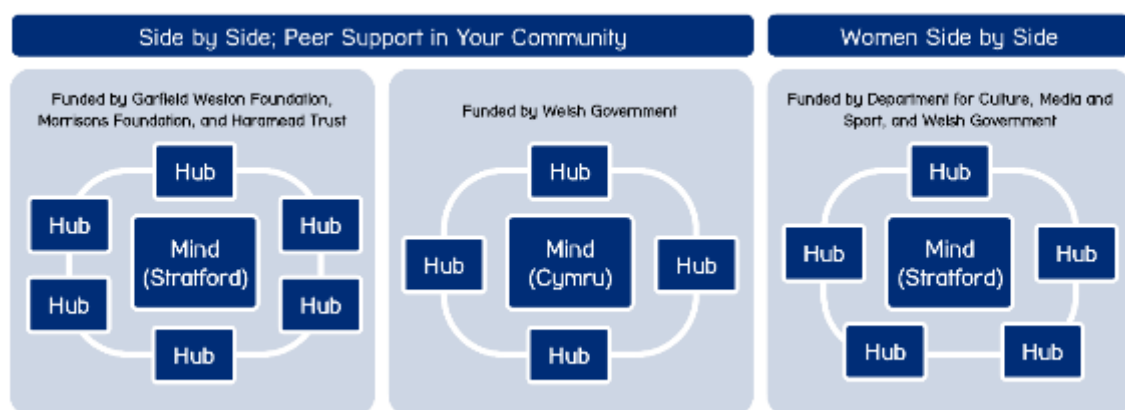 Side by Side; Peer Support in Your Community
Women Side by Side
Funded by Garfield Weston Foundation,
Morrisons Foundation, and Haramead Trust
Hub
Hub
Hub
Mind
(Stratford)
Hub
Hub
Hub
Funded by Welsh Government
Hub
Hub
Mind
(Cymru)
Hub
Hub
Funded by Department for Culture, Media and
Sport, and Welsh Government
Hub
Hub
Mind
(Stratford)
Hub
Hub
Hub